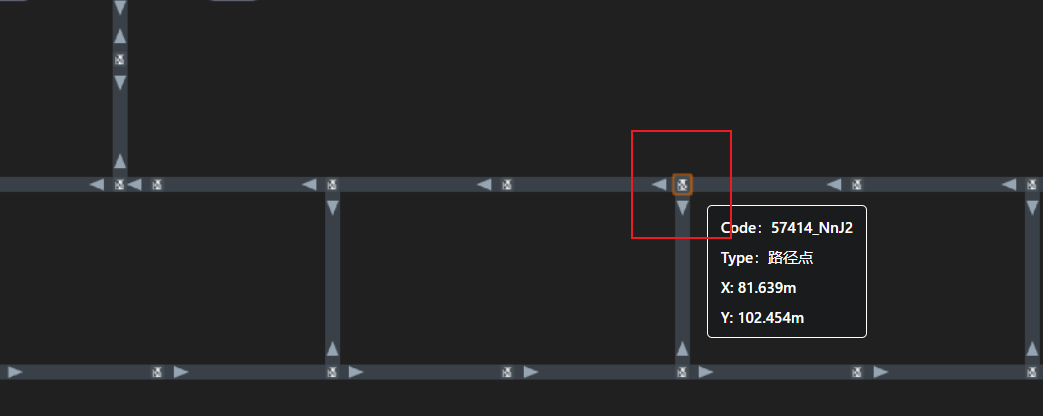 Code：57414_NnJ2
Type：路径点
X: 81.639m
Y: 102.454m